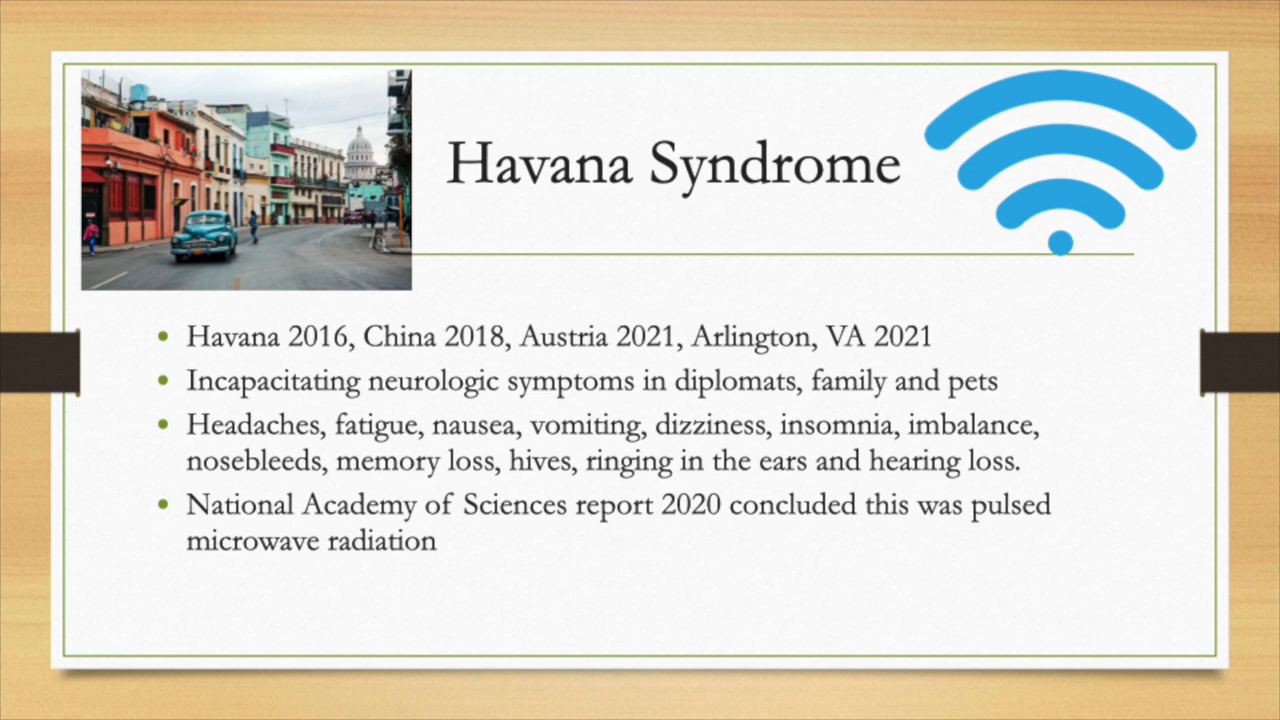 Havana Syndrome
• Havana 2016, China 2018, Austria 2021, Arlington, VA 2021
• Incapacitating neurologic symptoms in diplomats, family and pets
• Headaches, fatigue, nausea, vomiting, dizziness, insomnia, imbalance,
nosebleeds, memory loss, hives, ringing in the ears and hearing loss.
• National Academy of Sciences report 2020 concluded this was pulsed
microwave radiation